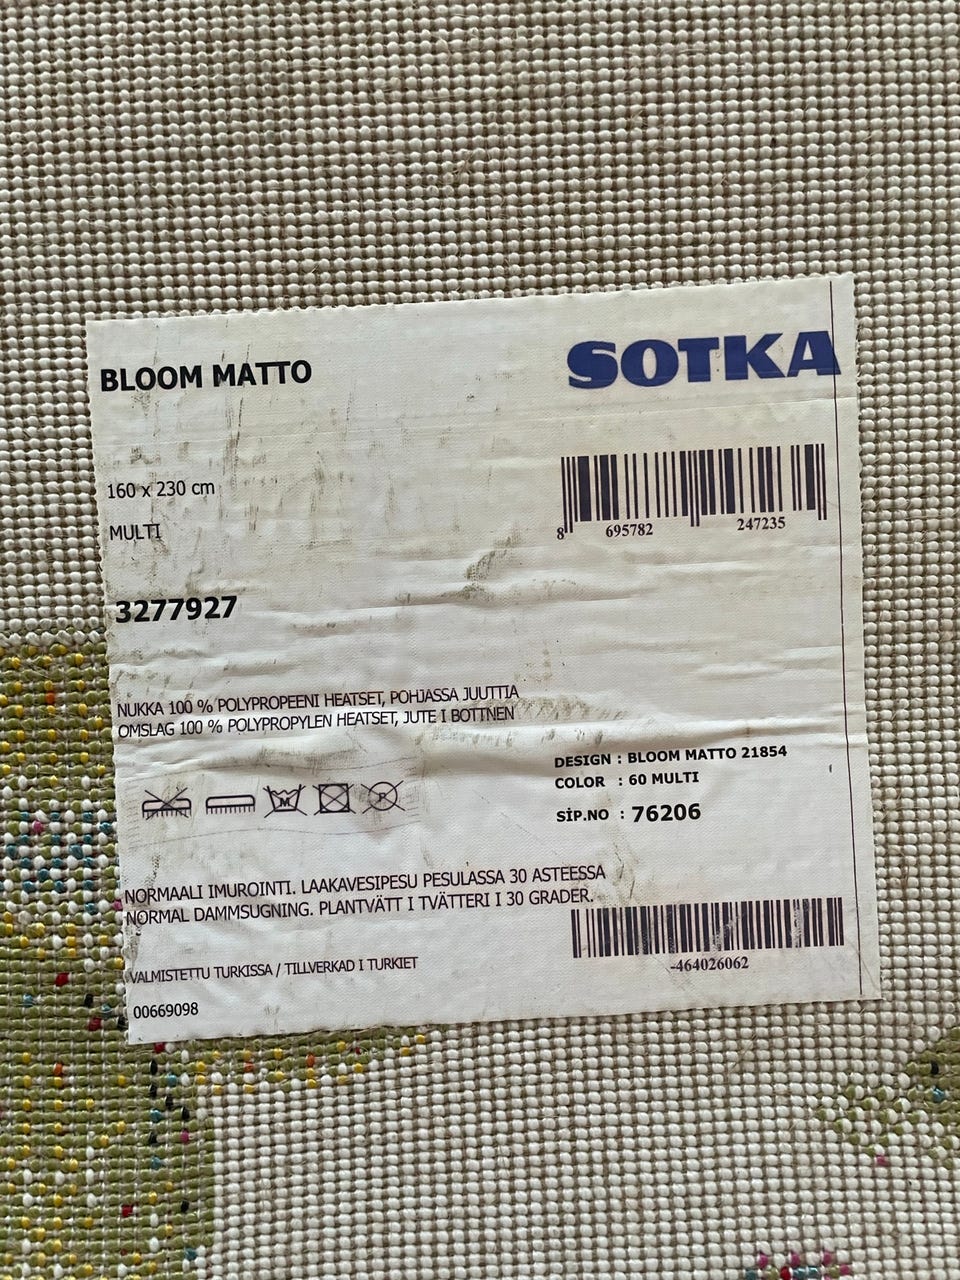 BLOOM MATTO
SOTKA
160 x 230 cm
MULTI
8 695782 247235
3277927
NUKKA 100 % POLYPROPEENI HEATSET, POHJASSA JUUTTIA
OMSLAG 100 % POLYPROPYLEN HEATSET, JUTE I BOTTNEN
DESIGN : BLOOM MATTO 21854
COLOR : 60 MULTI
SİP.NO : 76206
M P
NORMAALI IMUROINTI. LAAKAVESIPESU PESULASSA 30 ASTEESSA
NORMAL DAMMSUGNING. PLANTVÄTT I TVÄTTERI I 30 GRADER.
-464026062
VALMISTETTU TURKISSA / TILLVERKAD I TURKIET
00669098